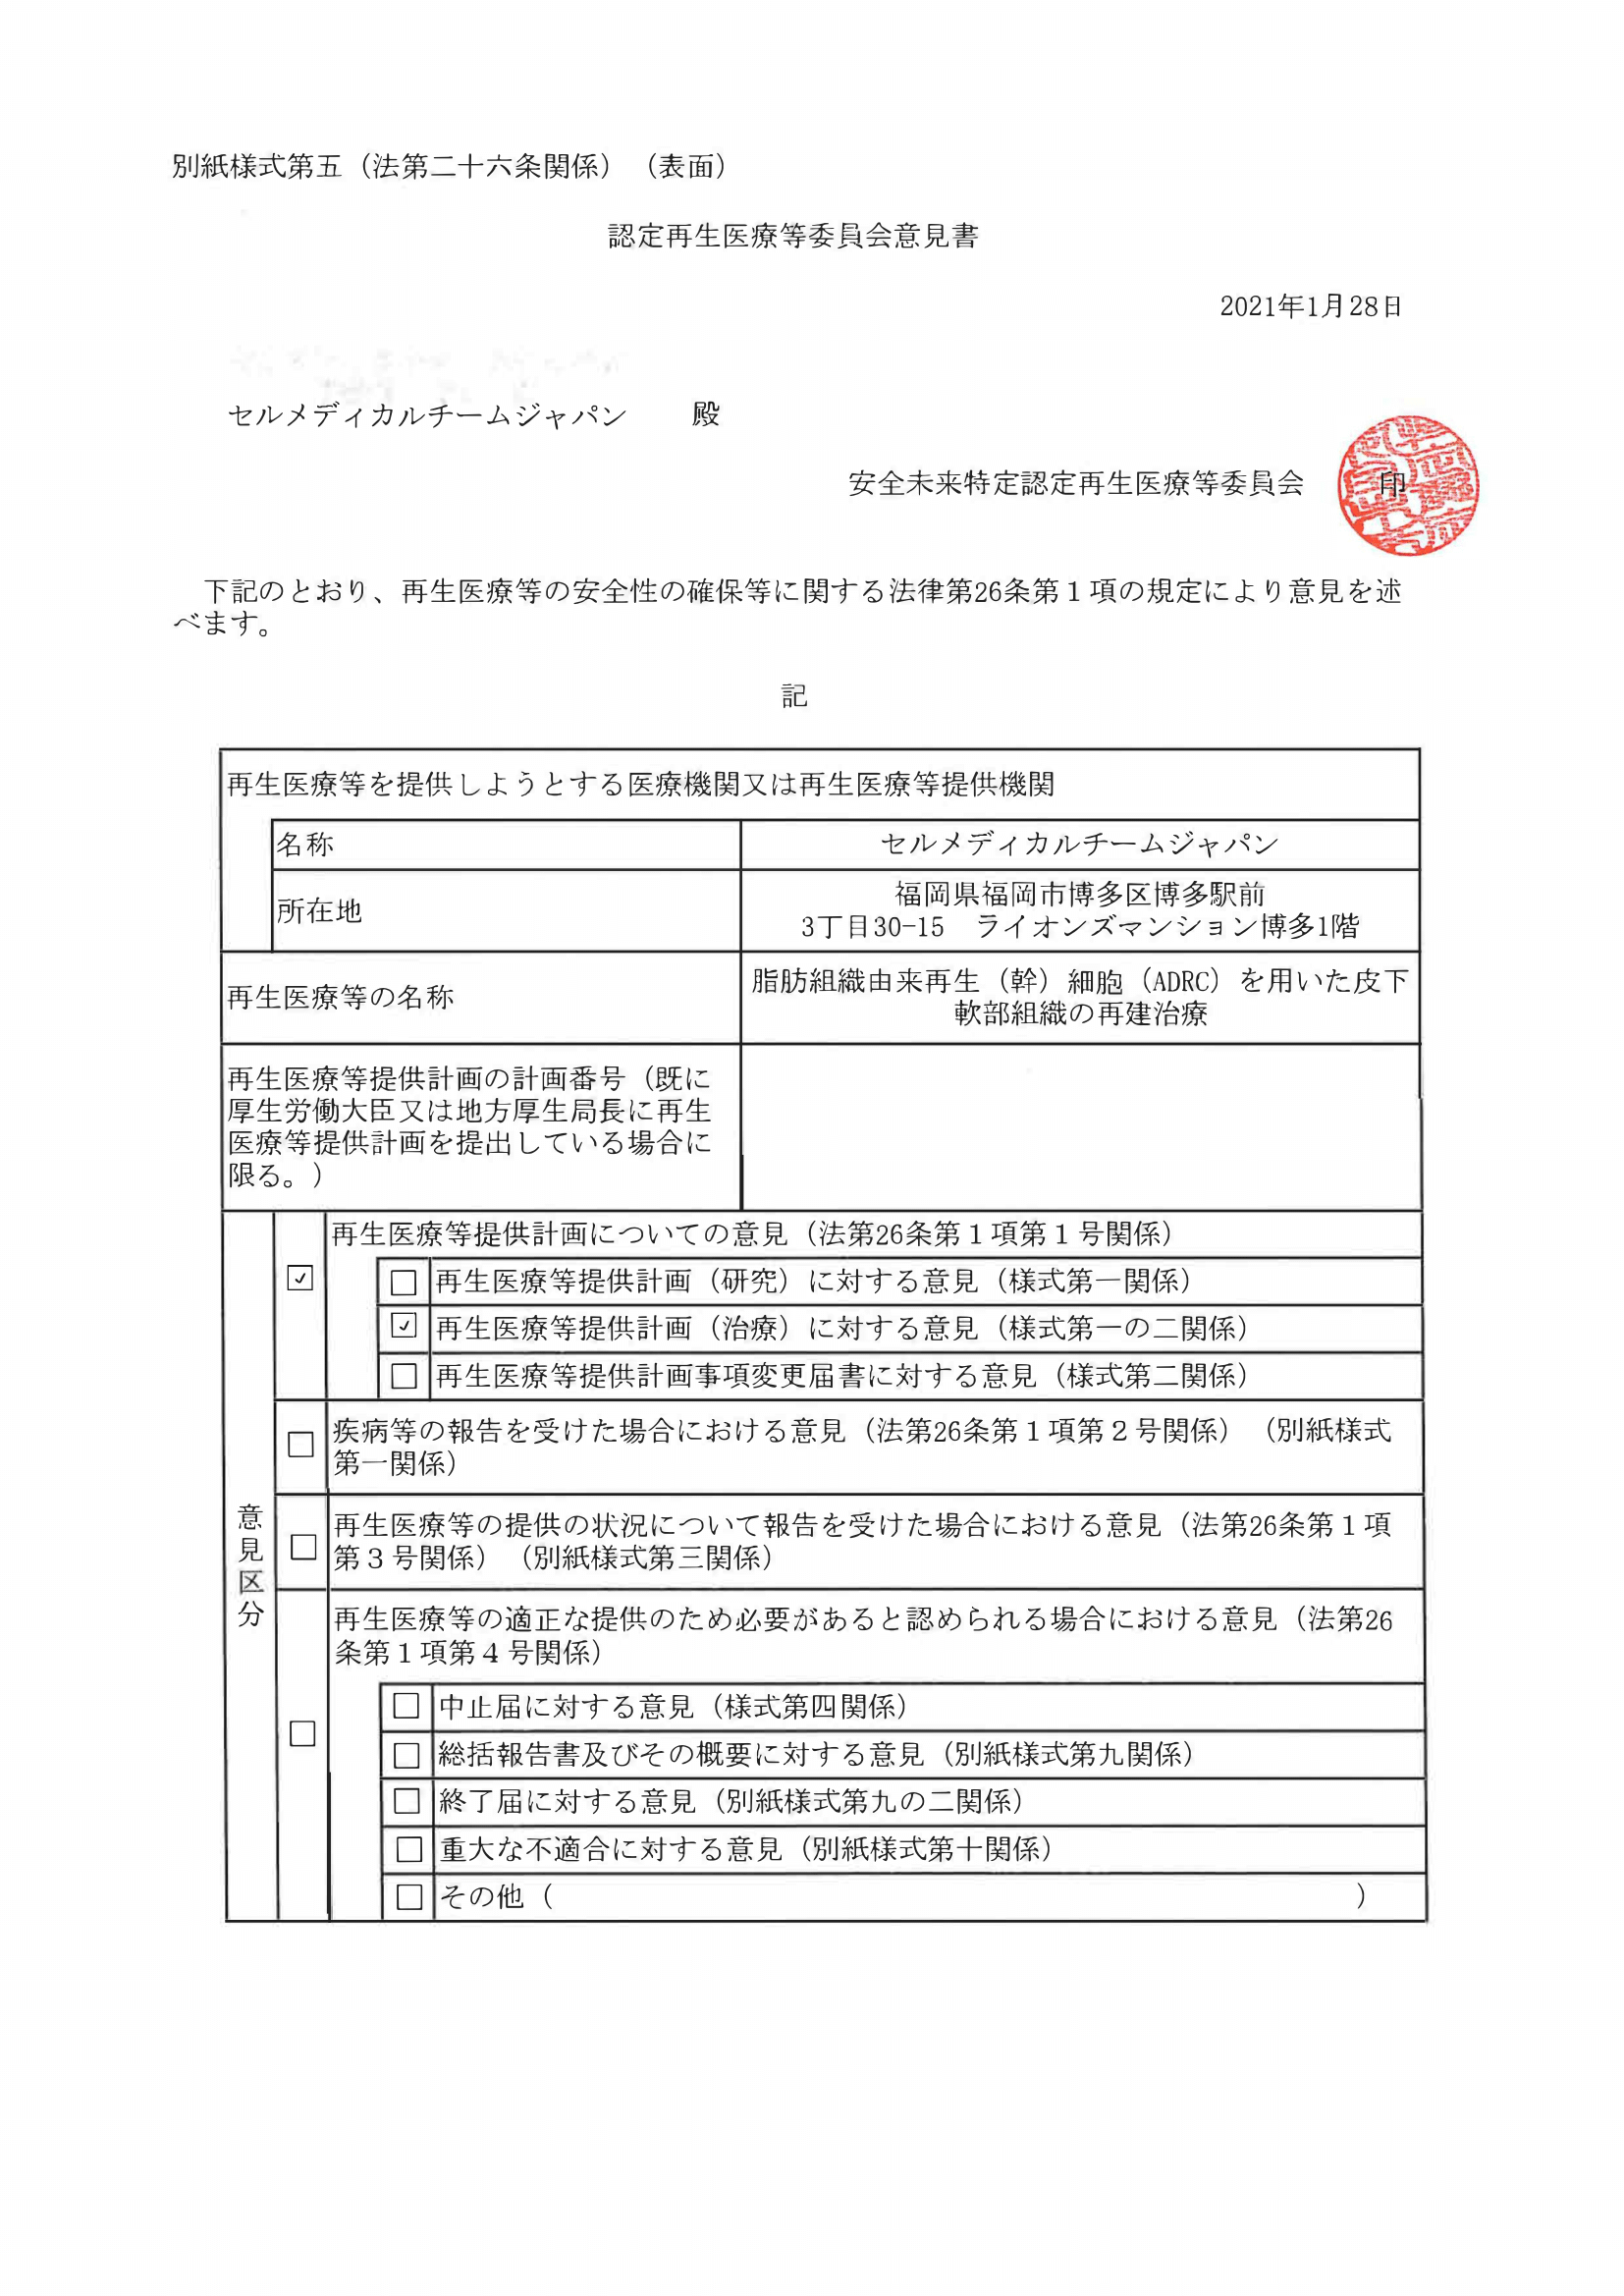 別紙様式第五（法第二十六条関係）（表面）
認定再生医療等委員会意見書
2021年1月28日
セルメディカルチームジャパン　　殿
安全未来特定認定再生医療等委員会　　印
下記のとおり、再生医療等の安全性の確保等に関する法律第26条第１項の規定により意見を述
べます。
記
再生医療等を提供しようとする医療機関又は再生医療等提供機関
名称
セルメディカルチームジャパン
所在地
福岡県福岡市博多区博多駅前
3丁目30-15　ライオンズマンション博多1階
再生医療等の名称
脂肪組織由来再生（幹）細胞（ADRC）を用いた皮下
軟部組織の再建治療
再生医療等提供計画の計画番号（既に
厚生労働大臣又は地方厚生局長に再生
医療等提供計画を提出している場合に
限る。）
意見区分
☑
再生医療等提供計画についての意見（法第26条第１項第１号関係）
□ 再生医療等提供計画（研究）に対する意見（様式第一関係）
☑ 再生医療等提供計画（治療）に対する意見（様式第一の二関係）
□ 再生医療等提供計画事項変更届書に対する意見（様式第二関係）
□ 疾病等の報告を受けた場合における意見（法第26条第１項第２号関係）（別紙様式
第一関係）
□ 再生医療等の提供の状況について報告を受けた場合における意見（法第26条第１項
第３号関係）（別紙様式第三関係）
□ 再生医療等の適正な提供のため必要があると認められる場合における意見（法第26
条第１項第４号関係）
□ 中止届に対する意見（様式第四関係）
□ 総括報告書及びその概要に対する意見（別紙様式第九関係）
□ 終了届に対する意見（別紙様式第九の二関係）
□ 重大な不適合に対する意見（別紙様式第十関係）
□ その他（　　　　　　　　　　）